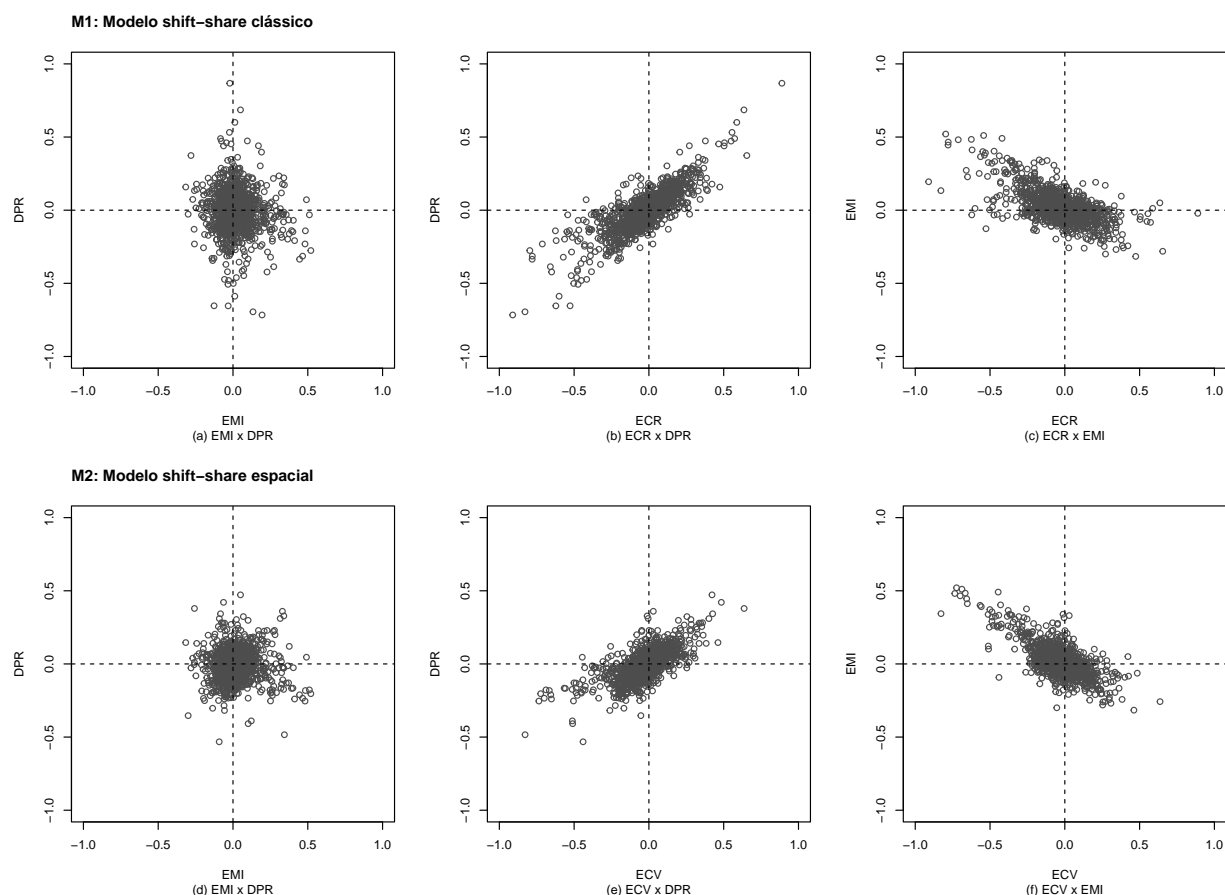 M1: Modelo shift−share clássico
1.0
0.5
0.0
−0.5
−1.0
DPR
−1.0 −0.5 0.0 0.5 1.0
EMI
(a) EMI x DPR
1.0
0.5
0.0
−0.5
−1.0
DPR
−1.0 −0.5 0.0 0.5 1.0
ECR
(b) ECR x DPR
1.0
0.5
0.0
−0.5
−1.0
EMI
−1.0 −0.5 0.0 0.5 1.0
ECR
(c) ECR x EMI
M2: Modelo shift−share espacial
1.0
0.5
0.0
−0.5
−1.0
DPR
−1.0 −0.5 0.0 0.5 1.0
EMI
(d) EMI x DPR
1.0
0.5
0.0
−0.5
−1.0
DPR
−1.0 −0.5 0.0 0.5 1.0
ECV
(e) ECV x DPR
1.0
0.5
0.0
−0.5
−1.0
EMI
−1.0 −0.5 0.0 0.5 1.0
ECV
(f) ECV x EMI